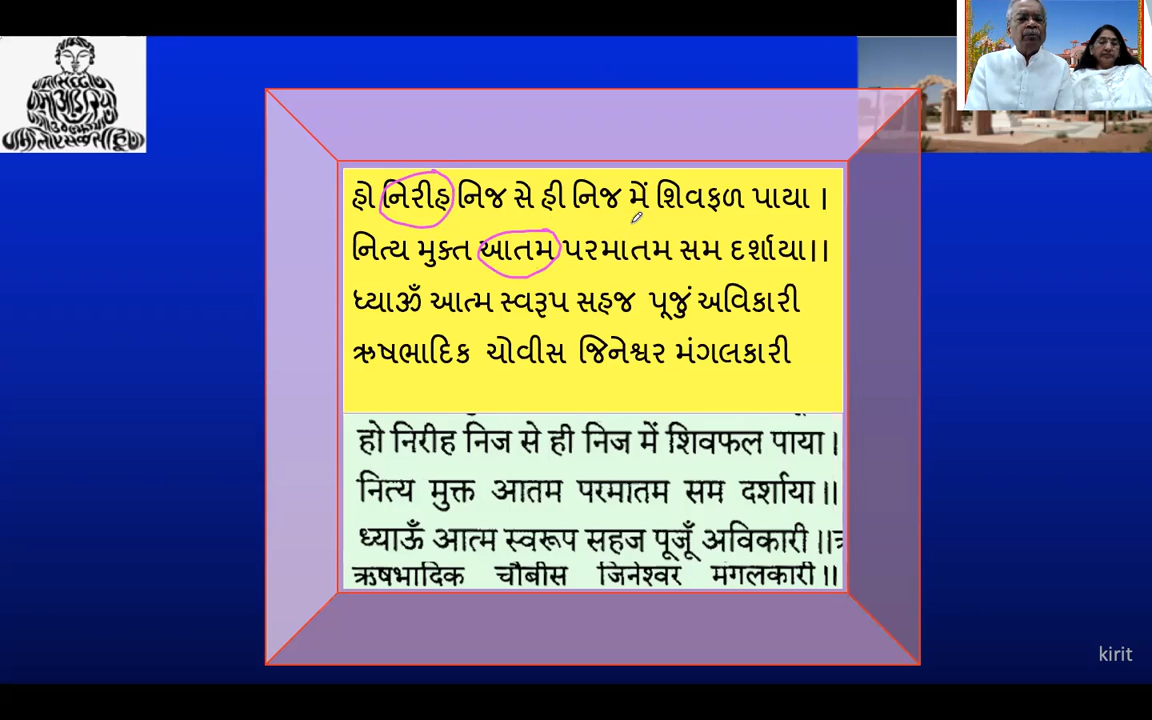 હો નિરીહ નિજ સે હી નિજ મેં શિવફળ પાયા ।
નિત્ય મુક્ત આતમ પરમાતમ સમ દર્શાયા।।
ધ્યાૐ આત્મ સ્વરૂપ સહજ પૂજું અવિકારી
ઋષભાદિક ચોવીસ જિનેશ્વર મંગલકારી
हो निरीह निज से ही निज में शिवफल पाया।
नित्य मुक्त आतम परमातम सम दर्शाया॥
ध्याऊँ आत्म स्वरूप सहज पूजूँ अविकारी॥
ऋषभादिक चौबीस जिनेश्वर मंगलकारी॥
kirit